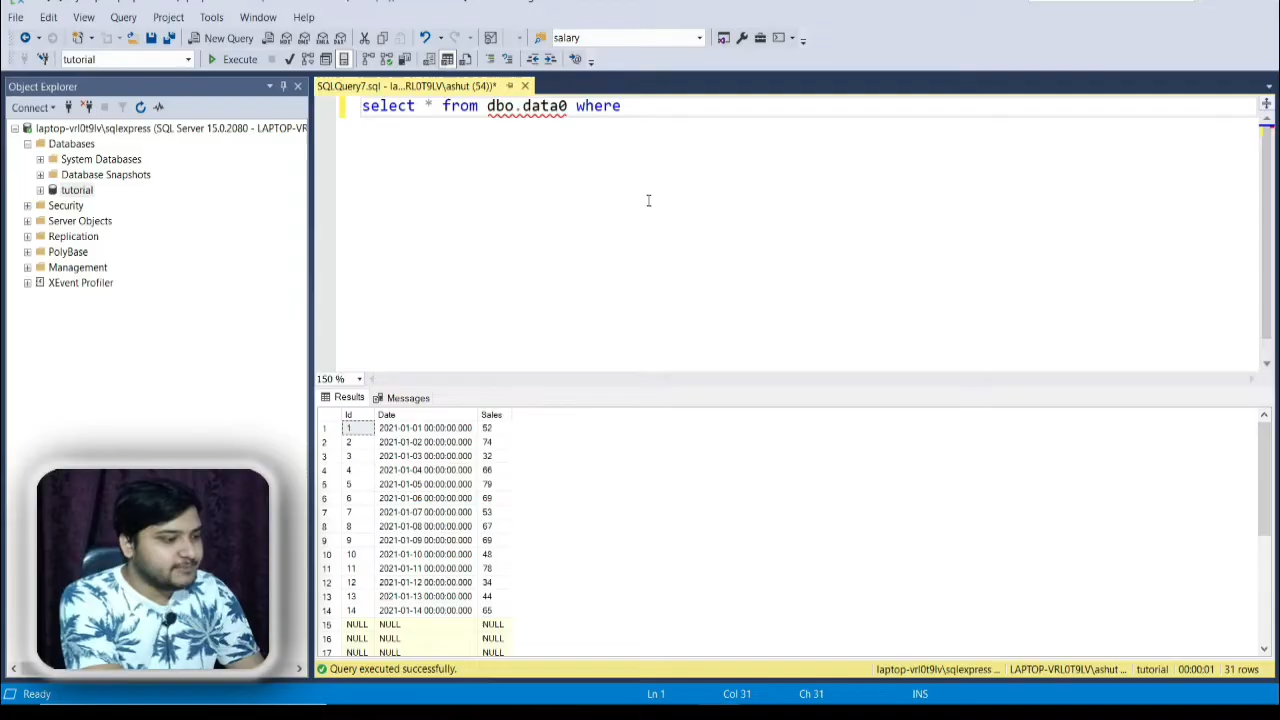 File Edit View Query Project Tools Window Help
New Query
salary
tutorial
Execute
Object Explorer
Connect
laptop-vrl0t9lv\sqlexpress (SQL Server 15.0.2080 - LAPTOP-VR
Databases
System Databases
Database Snapshots
tutorial
Security
Server Objects
Replication
PolyBase
Management
XEvent Profiler
SQLQuery7.sql - la...RL0T9LV\ashut (54))*
select * from dbo.data0 where
150 %
Results Messages
Id Date Sales
1 1 2021-01-01 00:00:00.000 52
2 2 2021-01-02 00:00:00.000 74
3 3 2021-01-03 00:00:00.000 32
4 4 2021-01-04 00:00:00.000 66
5 5 2021-01-05 00:00:00.000 79
6 6 2021-01-06 00:00:00.000 69
7 7 2021-01-07 00:00:00.000 53
8 8 2021-01-08 00:00:00.000 67
9 9 2021-01-09 00:00:00.000 69
10 10 2021-01-10 00:00:00.000 48
11 11 2021-01-11 00:00:00.000 78
12 12 2021-01-12 00:00:00.000 34
13 13 2021-01-13 00:00:00.000 44
14 14 2021-01-14 00:00:00.000 65
15 NULL NULL NULL
16 NULL NULL NULL
17 NULL NULL NULL
Query executed successfully. laptop-vrl0t9lv\sqlexpress ... LAPTOP-VRL0T9LV\ashut ... tutorial 00:00:01 31 rows
Ready Ln 1 Col 31 Ch 31 INS